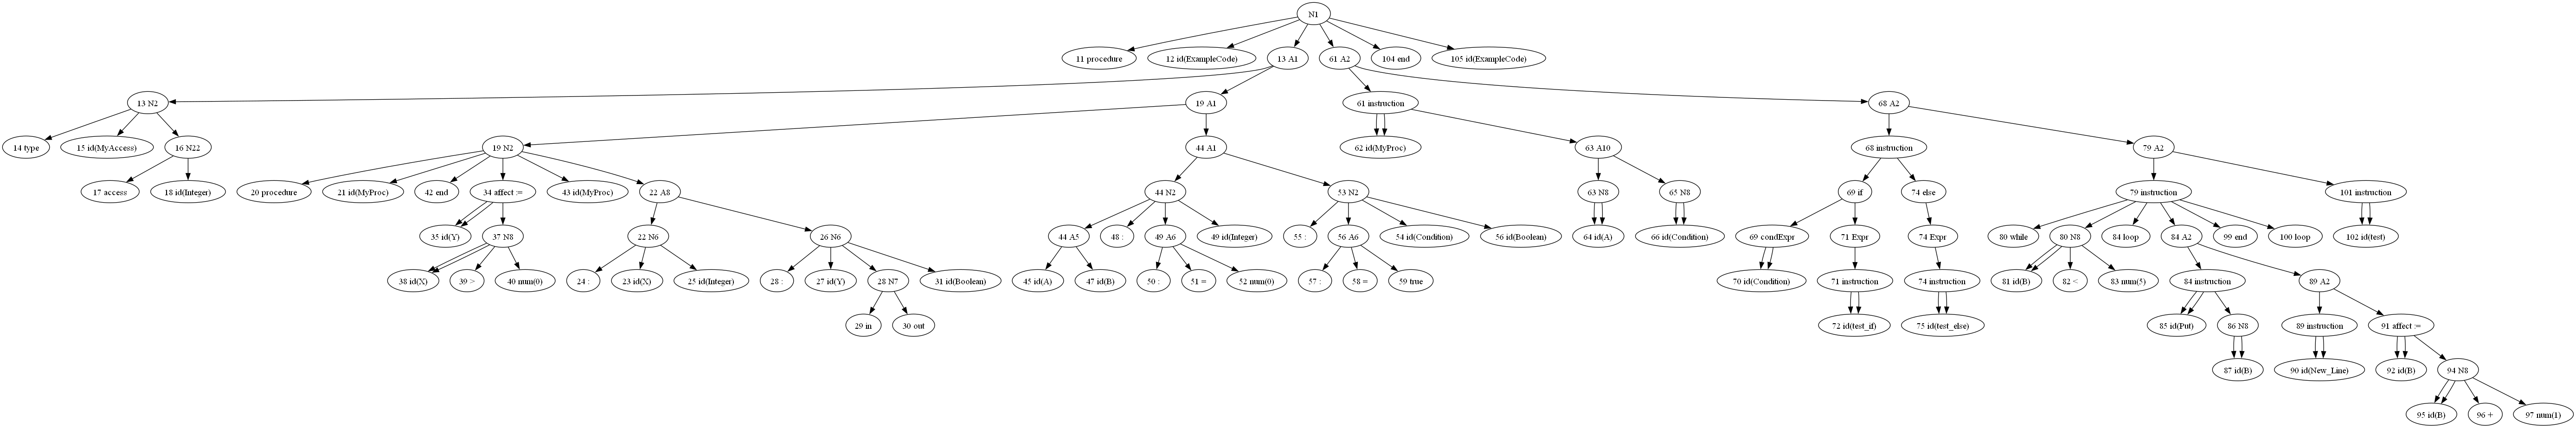 N1
11 procedure
12 id(ExampleCode)
13 A1
61 A2
104 end
105 id(ExampleCode)
13 N2
19 A1
61 instruction
68 A2
14 type
15 id(MyAccess)
16 N22
19 N2
44 A1
62 id(MyProc)
63 A10
68 instruction
79 A2
17 access
18 id(Integer)
20 procedure
21 id(MyProc)
42 end
34 affect :=
43 id(MyProc)
22 A8
44 N2
53 N2
63 N8
65 N8
69 if
74 else
79 instruction
101 instruction
35 id(Y)
37 N8
22 N6
26 N6
44 A5
48 :
49 A6
49 id(Integer)
55 :
56 A6
54 id(Condition)
56 id(Boolean)
64 id(A)
66 id(Condition)
69 condExpr
71 Expr
74 Expr
80 while
80 N8
84 loop
84 A2
99 end
100 loop
102 id(test)
38 id(X)
39 >
40 num(0)
24 :
23 id(X)
25 id(Integer)
28 :
27 id(Y)
28 N7
31 id(Boolean)
45 id(A)
47 id(B)
50 :
51 =
52 num(0)
57 :
58 =
59 true
70 id(Condition)
71 instruction
74 instruction
81 id(B)
82 <
83 num(5)
84 instruction
89 A2
29 in
30 out
72 id(test_if)
75 id(test_else)
85 id(Put)
86 N8
89 instruction
91 affect :=
87 id(B)
90 id(New_Line)
92 id(B)
94 N8
95 id(B)
96 +
97 num(1)